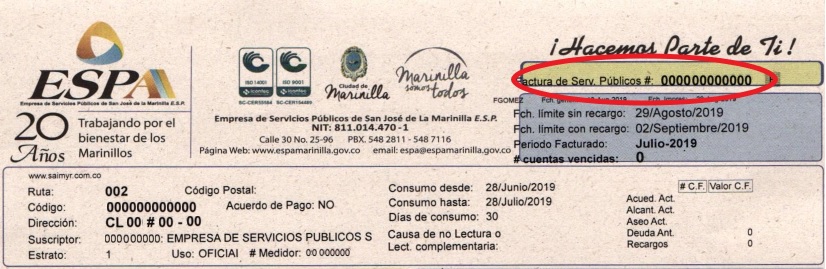 ¡Hacemos Parte de Ti!
ESPA
Empresa de Servicios Públicos de San José de la Marinilla E.S.P.
20 Años
Trabajando por el
bienestar de los
Marinillos
ISO 14001
ISO 9001
SC-CER155184
SC-CER154489
Ciudad de
Marinilla
Marinilla
somos todos
Empresa de Servicios Públicos de San José de La Marinilla E.S.P.
NIT: 811.014.470 -1
Calle 30 No. 25-96 PBX. 548 2811 - 548 7116
Página Web: www.espamarinilla.gov.co email: espa@espamarinilla.gov.co
Factura de Serv. Públicos #: 000000000000
FGOMEZ
Fch. límite sin recargo: 29/Agosto/2019
Fch. límite con recargo: 02/Septiembre/2019
Periodo Facturado: Julio-2019
# cuentas vencidas: 0
www.saimyr.com.co
Ruta: 002 Código Postal:
Código: 000000000000 Acuerdo de Pago: NO
Dirección: CL 00 # 00 - 00
Suscriptor: 000000000: EMPRESA DE SERVICIOS PUBLICOS S
Estrato: 1 Uso: OFICIAl # Medidor: 00 000000
Consumo desde: 28/Junio/2019
Consumo hasta: 28/Julio/2019
Días de consumo: 30
Causa de no Lectura o
Lect. complementaria:
# C.F. Valor C.F.
Acued. Act.
Alcant. Act.
Aseo Act.
Deuda Ant. 0
Recargos 0